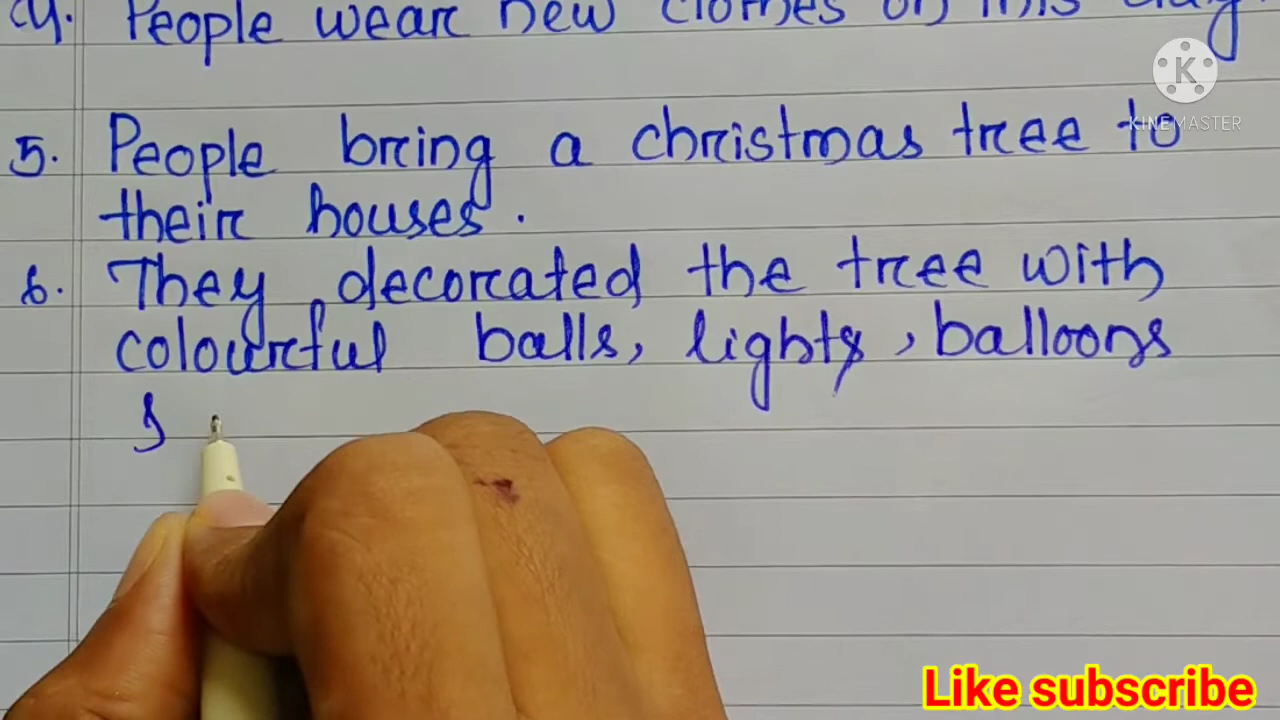 4. People wear new clothes on this day.
KINEMASTER
5. People bring a christmas tree to
their houses.
6. They decorated the tree with
colourful balls, lights, balloons
Like subscribe